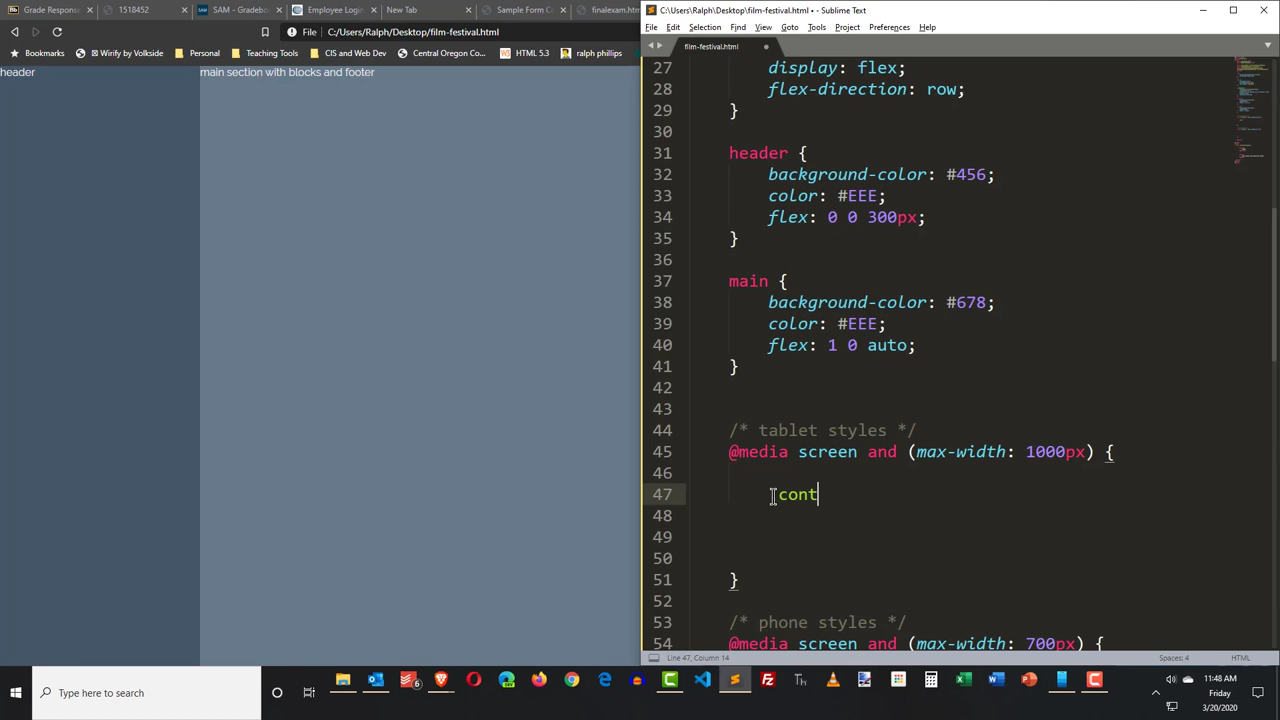 Grade Response
1518452
SAM - Gradeb
Employee Login
New Tab
Sample Form Co
finalexam.htm
C:\Users\Ralph\Desktop\film-festival.html • - Sublime Text
File C:/Users/Ralph/Desktop/film-festival.html
File Edit Selection Find View Goto Tools Project Preferences Help
Bookmarks Wirify by Volkside Personal Teaching Tools CIS and Web Dev Central Oregon Co... HTML 5.3 ralph phillips
film-festival.html
header
main section with blocks and footer
27 display: flex;
28 flex-direction: row;
29 }
30
31 header {
32 background-color: #456;
33 color: #EEE;
34 flex: 0 0 300px;
35 }
36
37 main {
38 background-color: #678;
39 color: #EEE;
40 flex: 1 0 auto;
41 }
42
43
44 /* tablet styles */
45 @media screen and (max-width: 1000px) {
46
47 .cont
48
49
50
51 }
52
53 /* phone styles */
54 @media screen and (max-width: 700px) {
Line 47, Column 14
Spaces: 4
HTML
Type here to search
11:48 AM
Friday
3/20/2020